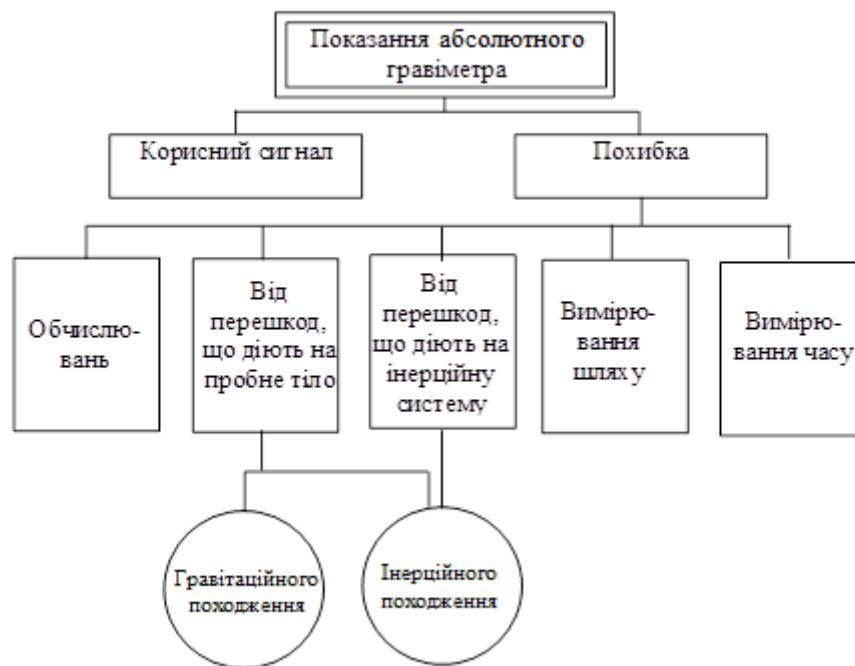 Показання абсолютного
гравіметра
Корисний сигнал
Похибка
Обчислю-
вань
Від
перешкод,
що діють на
пробне тіло
Від
перешкод,
що діють на
інерційну
систему
Вимірю-
вання
шляху
Вимірю-
вання часу
Гравітаційного
походження
Інерційного
походження